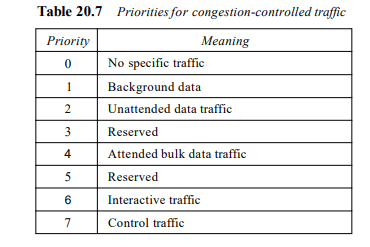 Table 20.7 Priorities for congestion-controlled traffic
Priority Meaning
0 No specific traffic
1 Background data
2 Unattended data traffic
3 Reserved
4 Attended bulk data traffic
5 Reserved
6 Interactive traffic
7 Control traffic